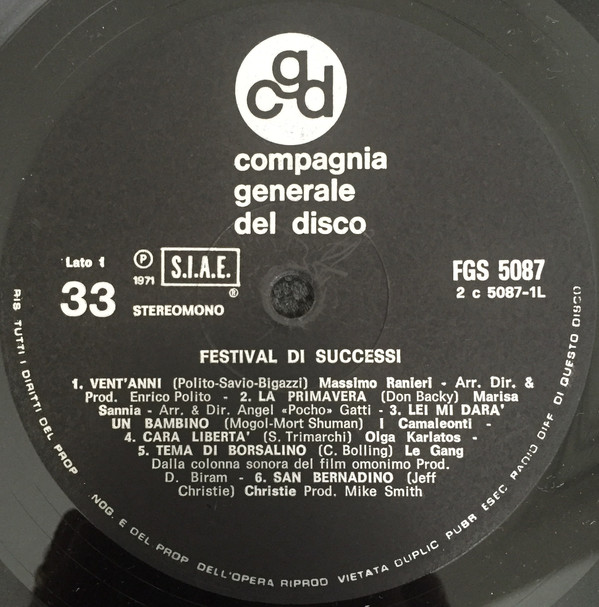 cgd
compagnia
generale
del disco
Lato 1
33
℗
1971
S.I.A.E.
®
STEREOMONO
FGS 5087
2 c 5087-1L
FESTIVAL DI SUCCESSI
1. VENT'ANNI (Polito-Savio-Bigazzi) Massimo Ranieri - Arr. Dir. &
Prod. Enrico Polito - 2. LA PRIMAVERA (Don Backy) Marisa
Sannia - Arr. & Dir. Angel «Pocho» Gatti - 3. LEI MI DARA'
UN BAMBINO (Mogol-Mort Shuman) I Camaleonti -
4. CARA LIBERTA' (S. Trimarchi) Olga Karlatos -
5. TEMA DI BORSALINO (C. Bolling) Le Gang
Dalla colonna sonora del film omonimo Prod.
D. Biram - 6. SAN BERNADINO (Jeff
Christie) Christie Prod. Mike Smith
RIS. TUTTI I DIRITTI DEL PROP. NOG. E DEL PROP DELL'OPERA RIPROD VIETATA DUPLIC PUBR ESEC RADIO DIFF DI QUESTO DISCO